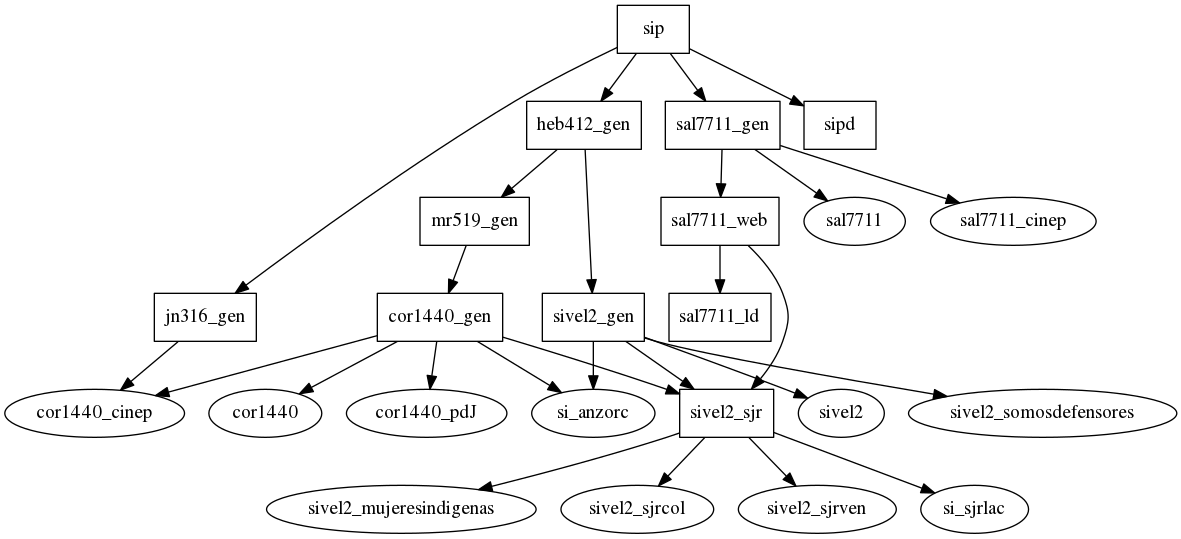 sip
heb412_gen
sal7711_gen
sipd
mr519_gen
sal7711_web
sal7711
sal7711_cinep
jn316_gen
cor1440_gen
sivel2_gen
sal7711_ld
cor1440_cinep
cor1440
cor1440_pdJ
si_anzorc
sivel2_sjr
sivel2
sivel2_somosdefensores
sivel2_mujeresindigenas
sivel2_sjrcol
sivel2_sjrven
si_sjrlac